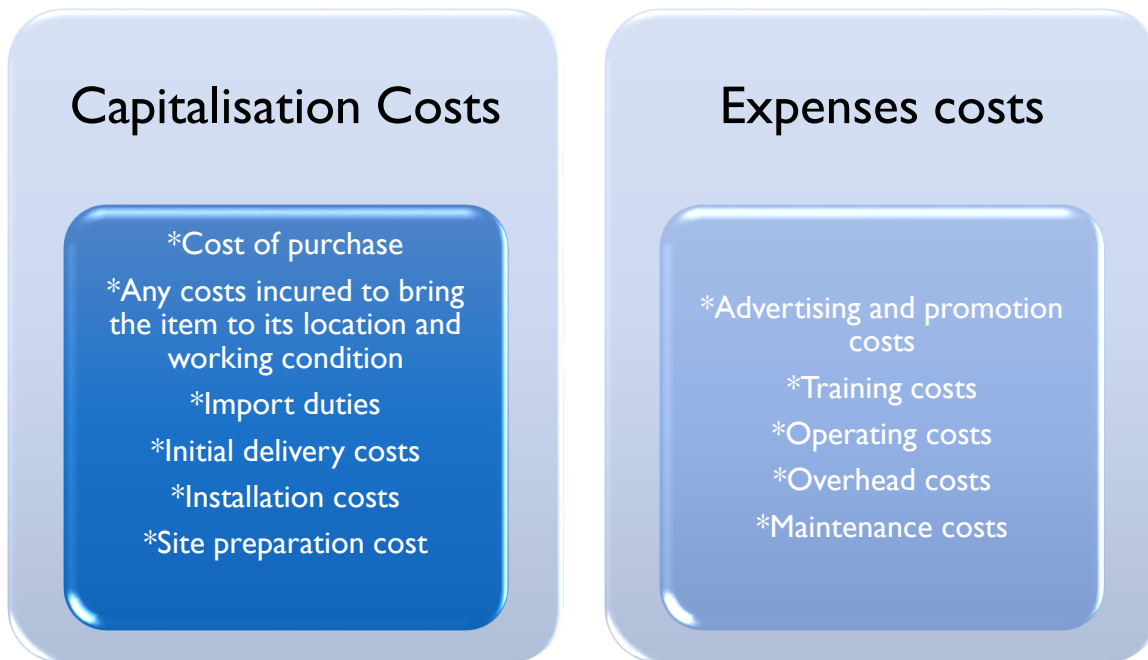 Capitalisation Costs
*Cost of purchase
*Any costs incured to bring
the item to its location and
working condition
*Import duties
*Initial delivery costs
*Installation costs
*Site preparation cost
Expenses costs
*Advertising and promotion
costs
*Training costs
*Operating costs
*Overhead costs
*Maintenance costs